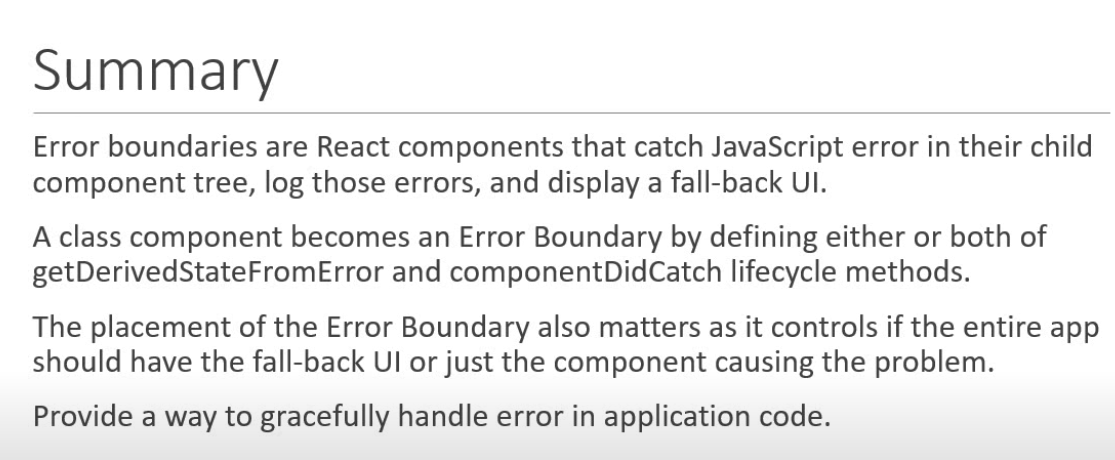 Summary
Error boundaries are React components that catch JavaScript error in their child
component tree, log those errors, and display a fall-back UI.
A class component becomes an Error Boundary by defining either or both of
getDerivedStateFromError and componentDidCatch lifecycle methods.
The placement of the Error Boundary also matters as it controls if the entire app
should have the fall-back UI or just the component causing the problem.
Provide a way to gracefully handle error in application code.